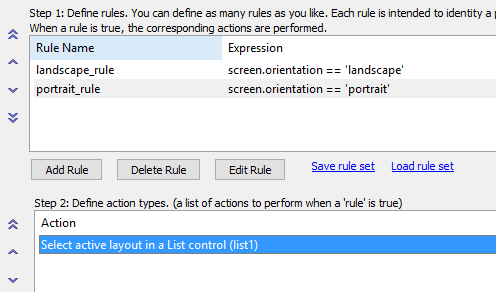 Step 1: Define rules. You can define as many rules as you like. Each rule is intended to identity a
When a rule is true, the corresponding actions are performed.
Rule Name Expression
landscape_rule screen.orientation == 'landscape'
portrait_rule screen.orientation == 'portrait'
Add Rule Delete Rule Edit Rule Save rule set Load rule set
Step 2: Define action types. (a list of actions to perform when a 'rule' is true)
Action
Select active layout in a List control (list1)